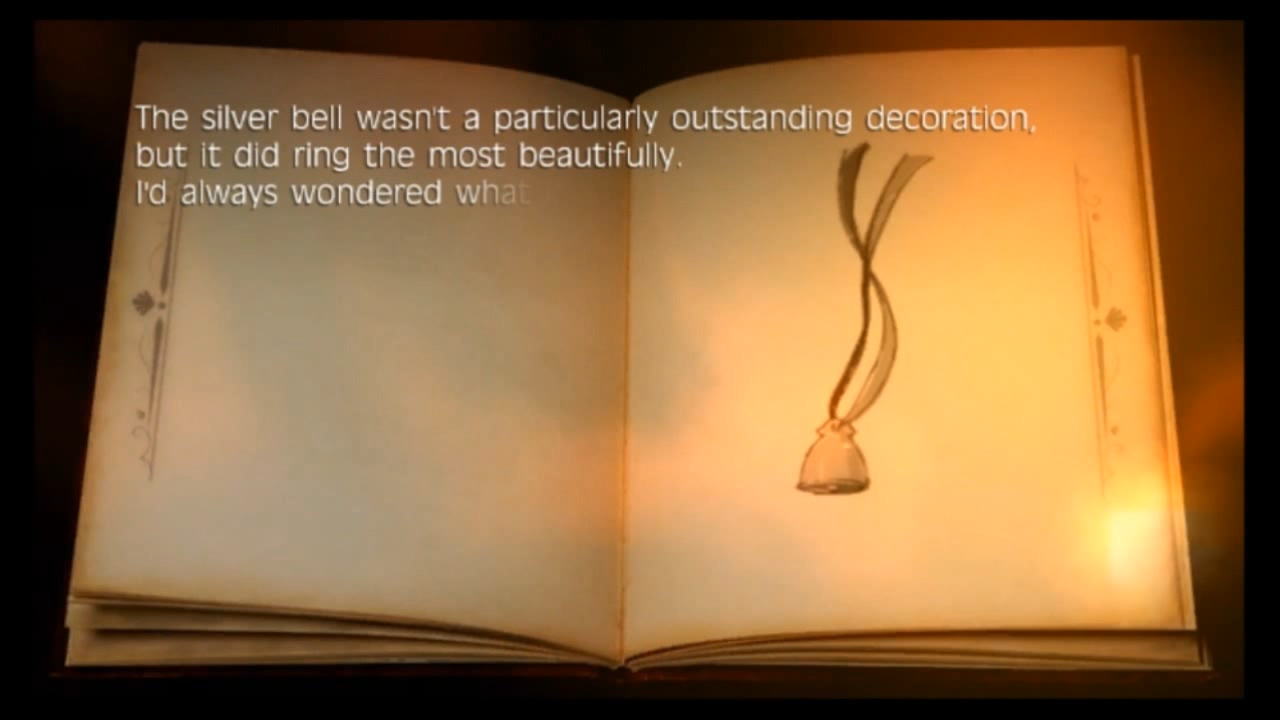 The silver bell wasn't a particularly outstanding decoration,
but it did ring the most beautifully.
I'd always wondered what